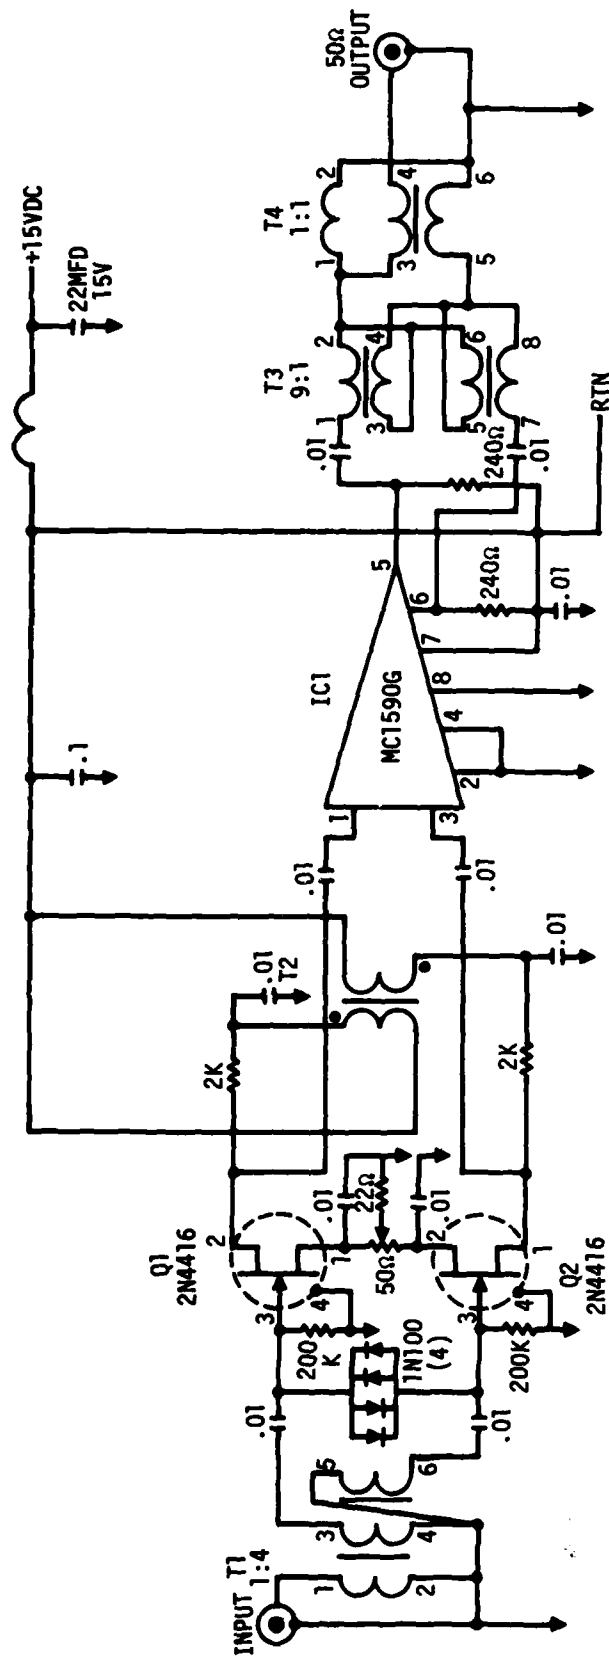 INPUT
T1
1:4
1
2
3
4
5
6
.01
.01
1N100
(4)
200
K
200K
3
4
3
4
Q1
2N4416
2
1
Q2
2N4416
2
1
50Ω
22Ω
.01
.01
2K
2K
.01
T2
.01
.01
.01
.1
IC1
MC1590G
1
3
2
4
8
7
6
5
240Ω
240Ω
.01
.01
.01
RTN
+15VDC
22MFD
15V
T3
9:1
1
2
3
4
5
6
7
8
T4
1:1
1
2
3
4
5
6
50Ω
OUTPUT